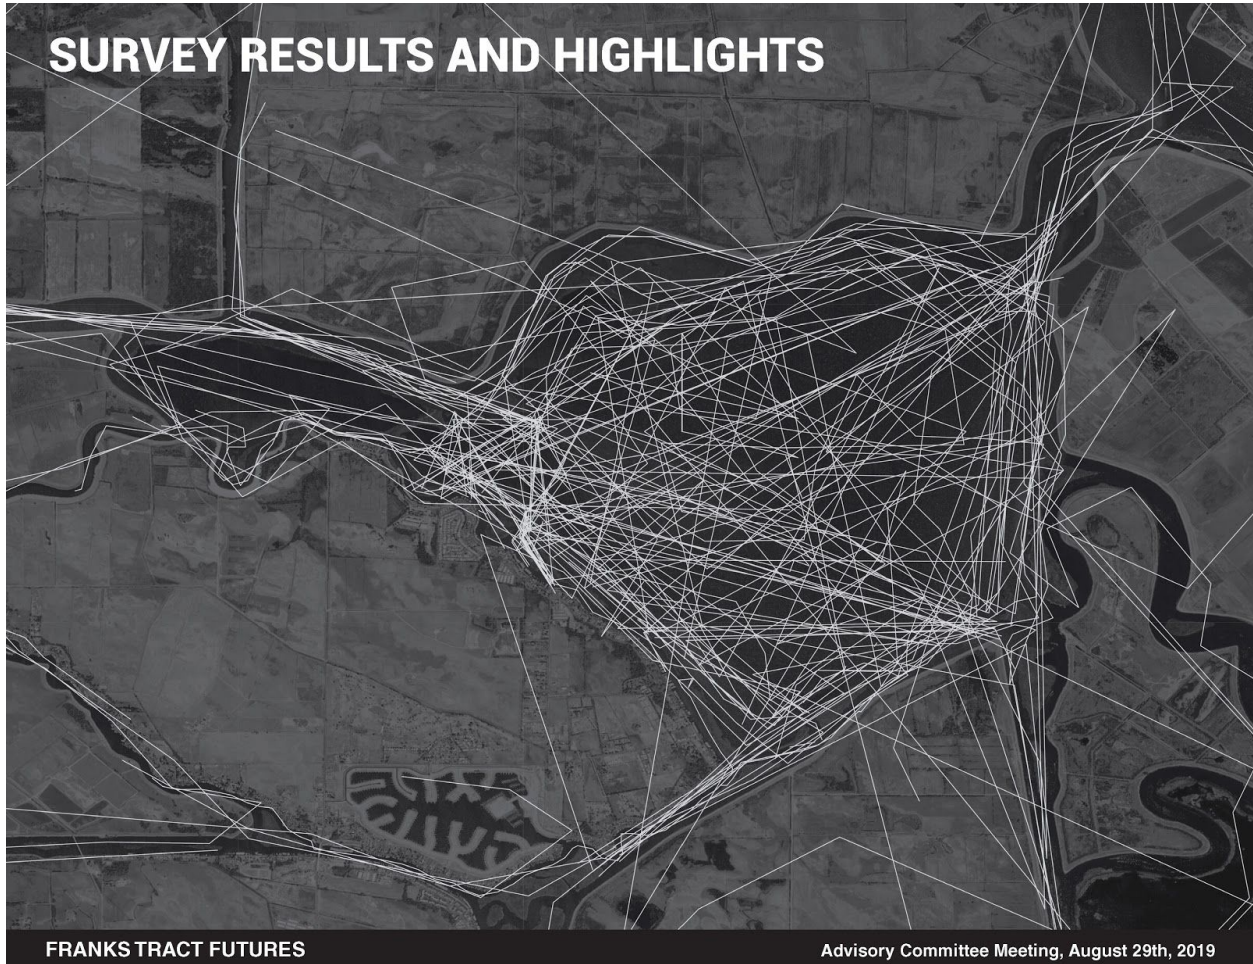 SURVEY RESULTS AND HIGHLIGHTS
FRANKS TRACT FUTURES
Advisory Committee Meeting, August 29th, 2019